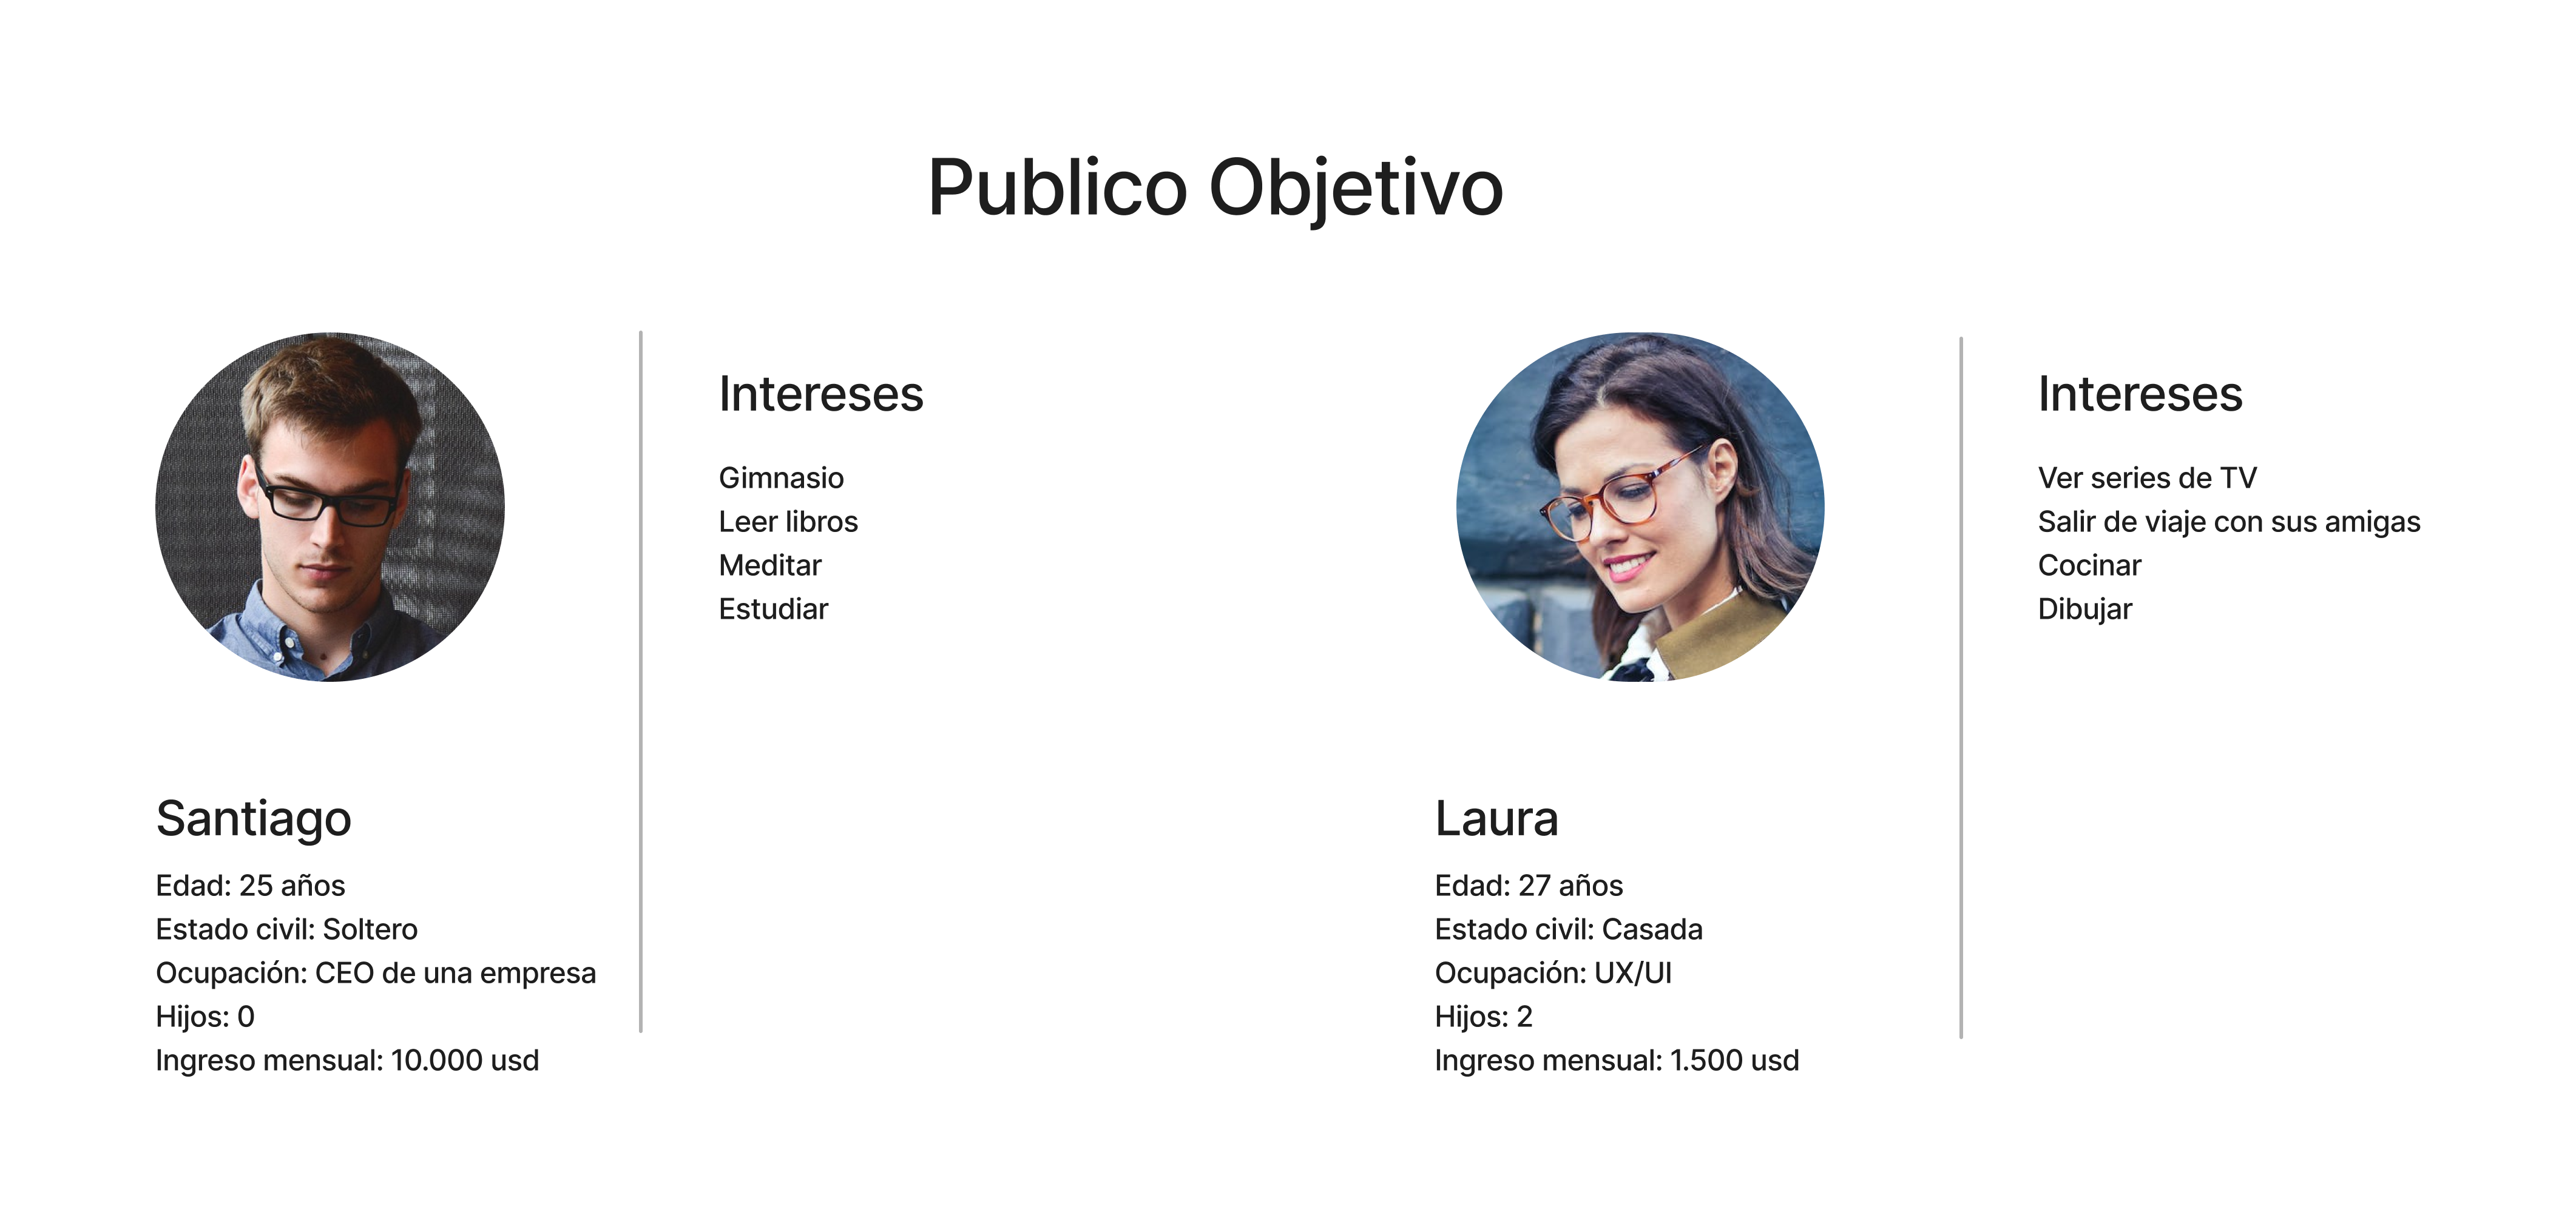 Publico Objetivo
Intereses
Gimnasio
Leer libros
Meditar
Estudiar
Santiago
Edad: 25 años
Estado civil: Soltero
Ocupación: CEO de una empresa
Hijos: 0
Ingreso mensual: 10.000 usd
Intereses
Ver series de TV
Salir de viaje con sus amigas
Cocinar
Dibujar
Laura
Edad: 27 años
Estado civil: Casada
Ocupación: UX/UI
Hijos: 2
Ingreso mensual: 1.500 usd